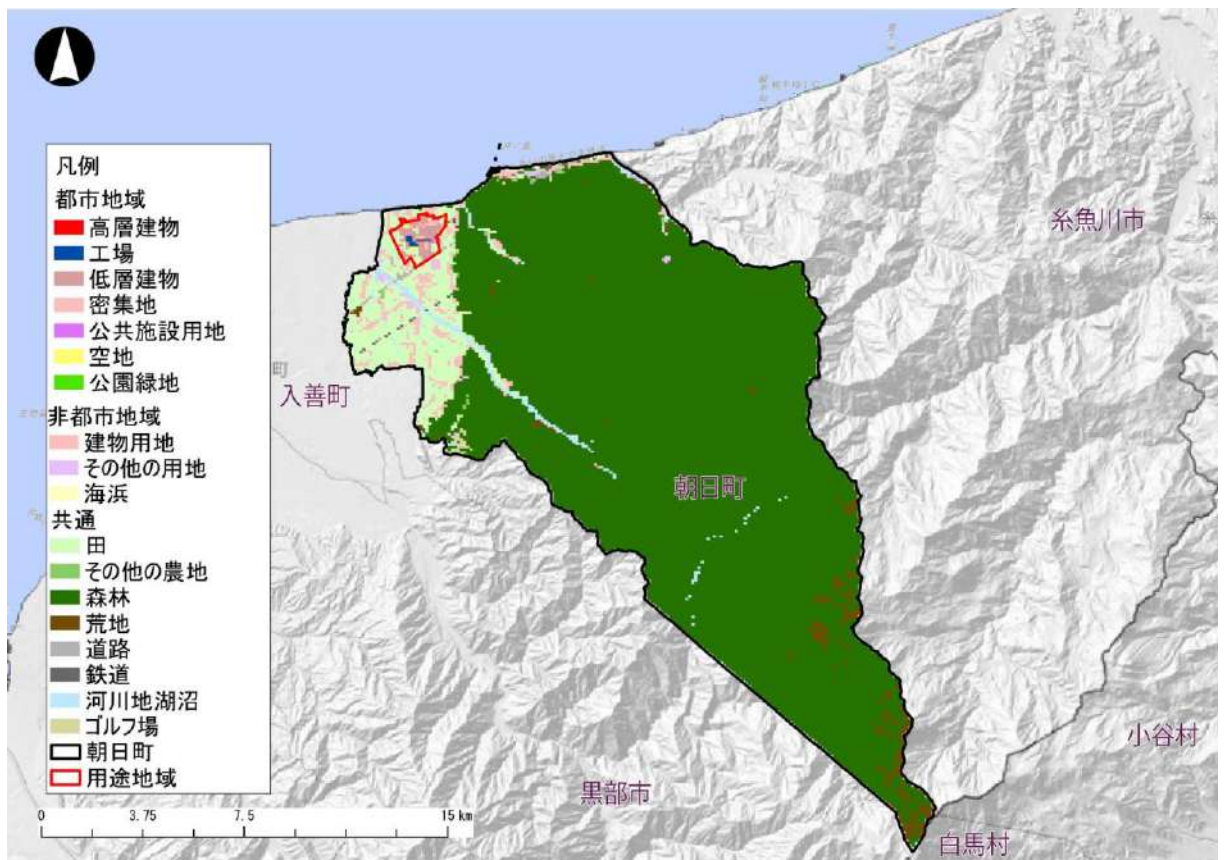 凡例
都市地域
高層建物
工場
低層建物
密集地
公共施設用地
空地
公園緑地
非都市地域
建物用地
その他の用地
海浜
共通
田
その他の農地
森林
荒地
道路
鉄道
河川地湖沼
ゴルフ場
朝日町
用途地域
0 3.75 7.5 15 km
糸魚川市
町
入善町
朝日町
小谷村
黒部市
白馬村